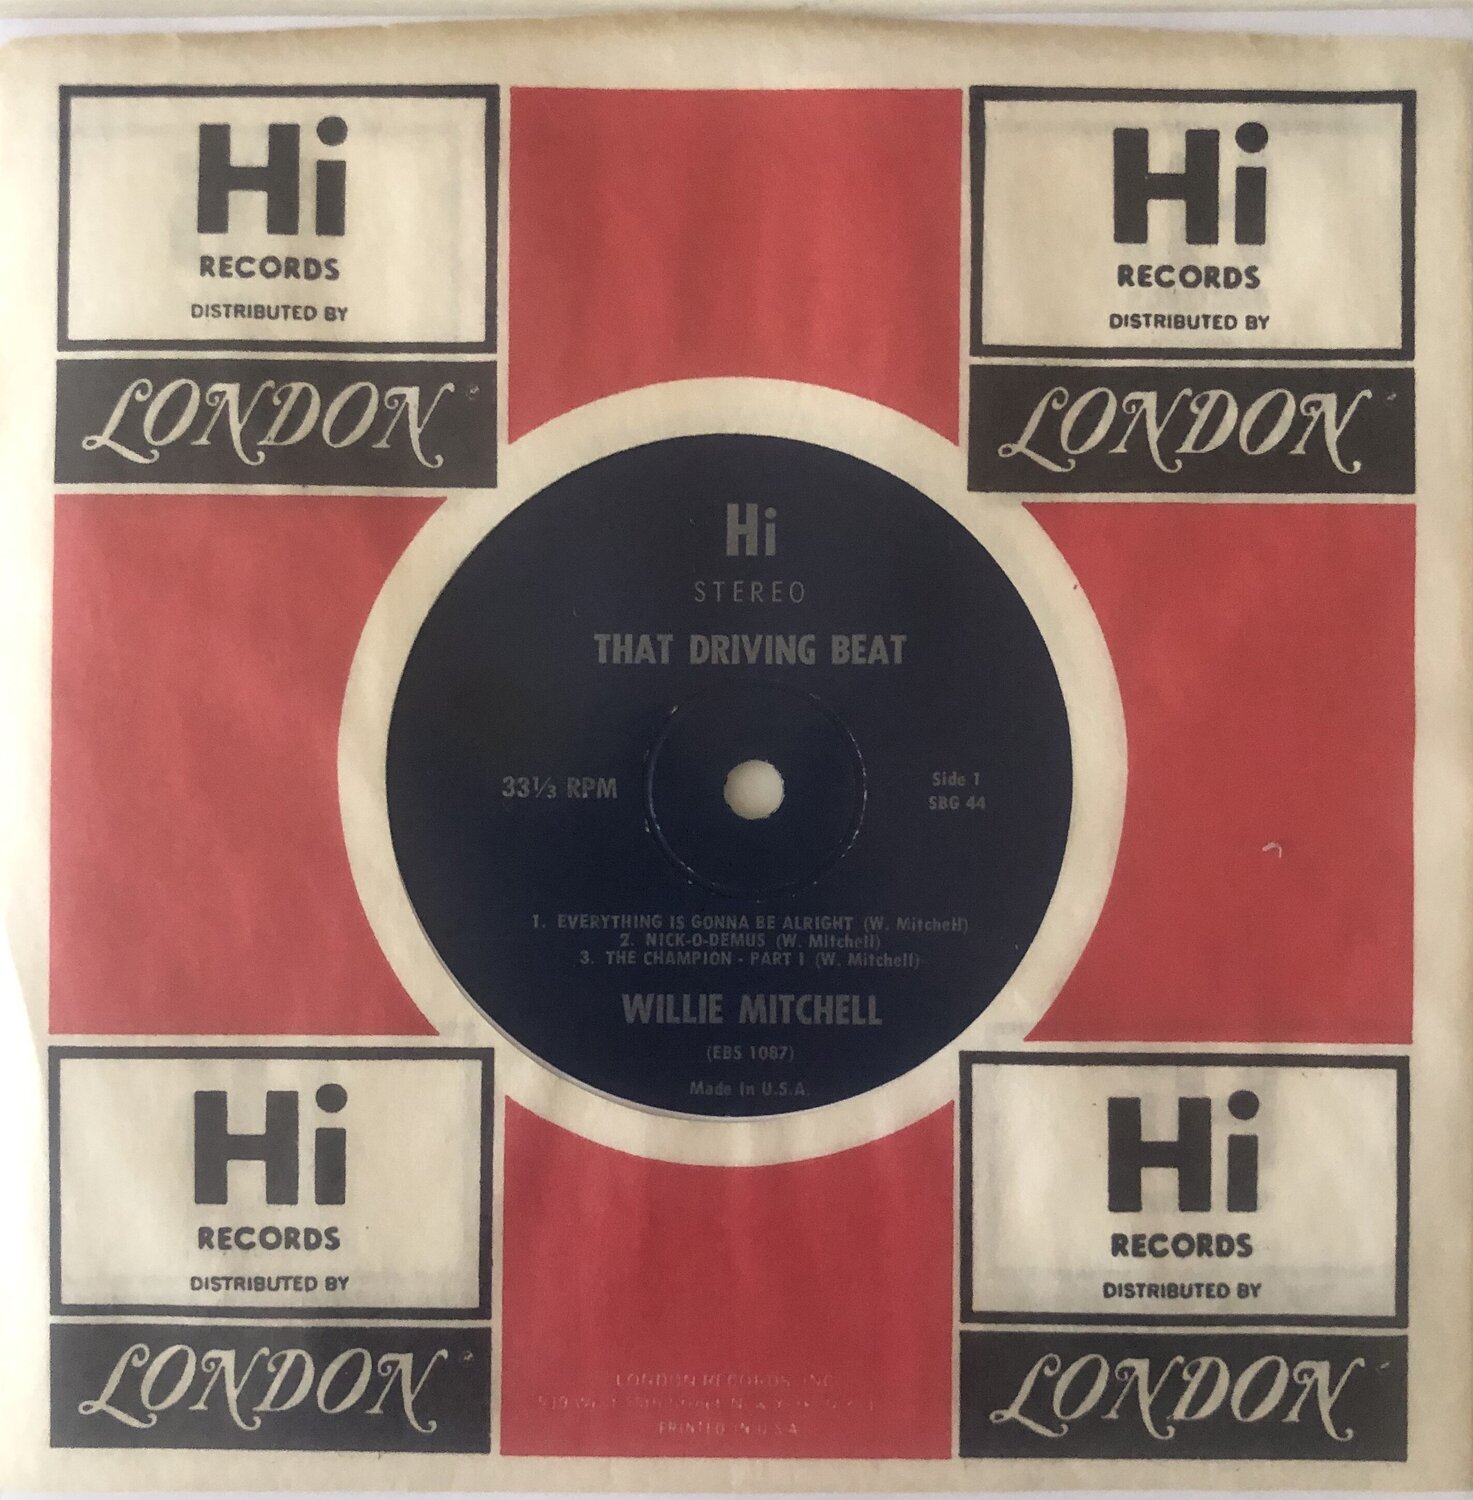 Hi
RECORDS
DISTRIBUTED BY
LONDON
Hi
RECORDS
DISTRIBUTED BY
LONDON
Hi
STEREO
THAT DRIVING BEAT
33⅓ RPM
Side 1
SBG 44
1. EVERYTHING IS GONNA BE ALRIGHT (W. Mitchell)
2. NICK-O-DEMUS (W. Mitchell)
3. THE CHAMPION - PART I (W. Mitchell)
WILLIE MITCHELL
(EBS 1087)
Made In U.S.A.
Hi
RECORDS
DISTRIBUTED BY
LONDON
Hi
RECORDS
DISTRIBUTED BY
LONDON
LONDON RECORDS, INC.
PRINTED IN U.S.A.